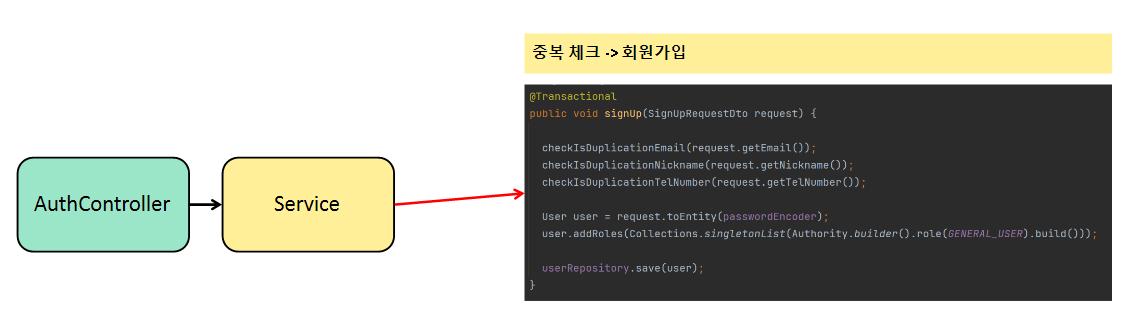 중복 체크 -> 회원가입
@Transactional
public void signUp(SignUpRequestDto request) {
checkIsDuplicationEmail(request.getEmail());
checkIsDuplicationNickname(request.getNickname());
checkIsDuplicationTelNumber(request.getTelNumber());
User user = request.toEntity(passwordEncoder);
user.addRoles(Collections.singletonList(Authority.builder().role(GENERAL_USER).build()));
userRepository.save(user);
}
AuthController
Service